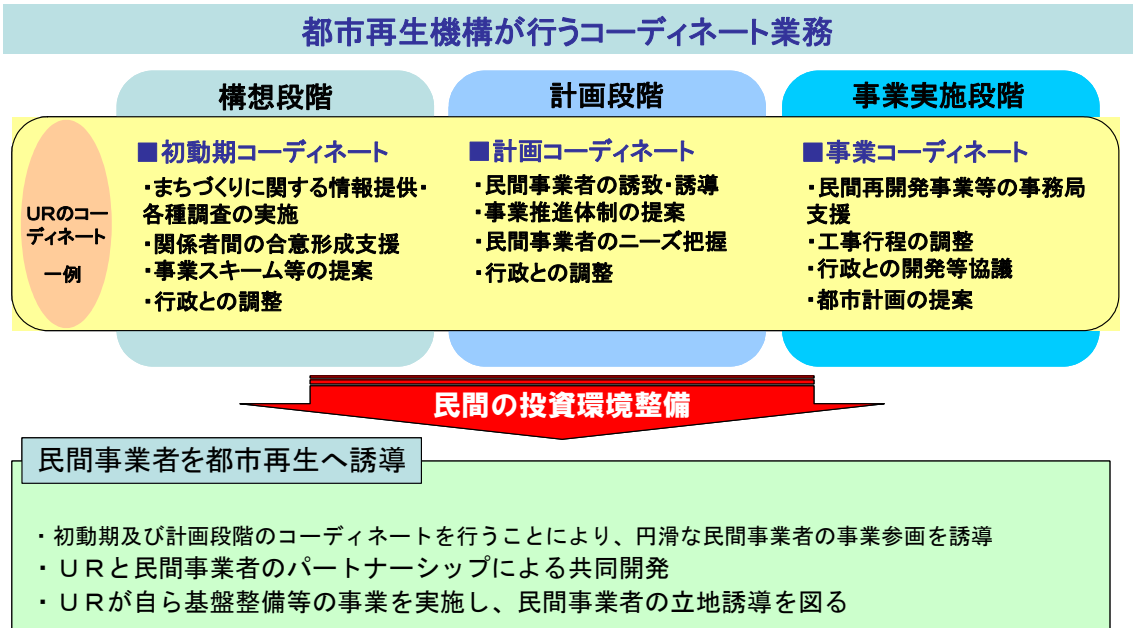 都市再生機構が行うコーディネート業務
構想段階
計画段階
事業実施段階
URのコー
ディネート
一例
■初動期コーディネート
・まちづくりに関する情報提供・
各種調査の実施
・関係者間の合意形成支援
・事業スキーム等の提案
・行政との調整
■計画コーディネート
・民間事業者の誘致・誘導
・事業推進体制の提案
・民間事業者のニーズ把握
・行政との調整
■事業コーディネート
・民間再開発事業等の事務局
支援
・工事行程の調整
・行政との開発等協議
・都市計画の提案
民間の投資環境整備
民間事業者を都市再生へ誘導
・初動期及び計画段階のコーディネートを行うことにより、円滑な民間事業者の事業参画を誘導
・ＵＲと民間事業者のパートナーシップによる共同開発
・ＵＲが自ら基盤整備等の事業を実施し、民間事業者の立地誘導を図る